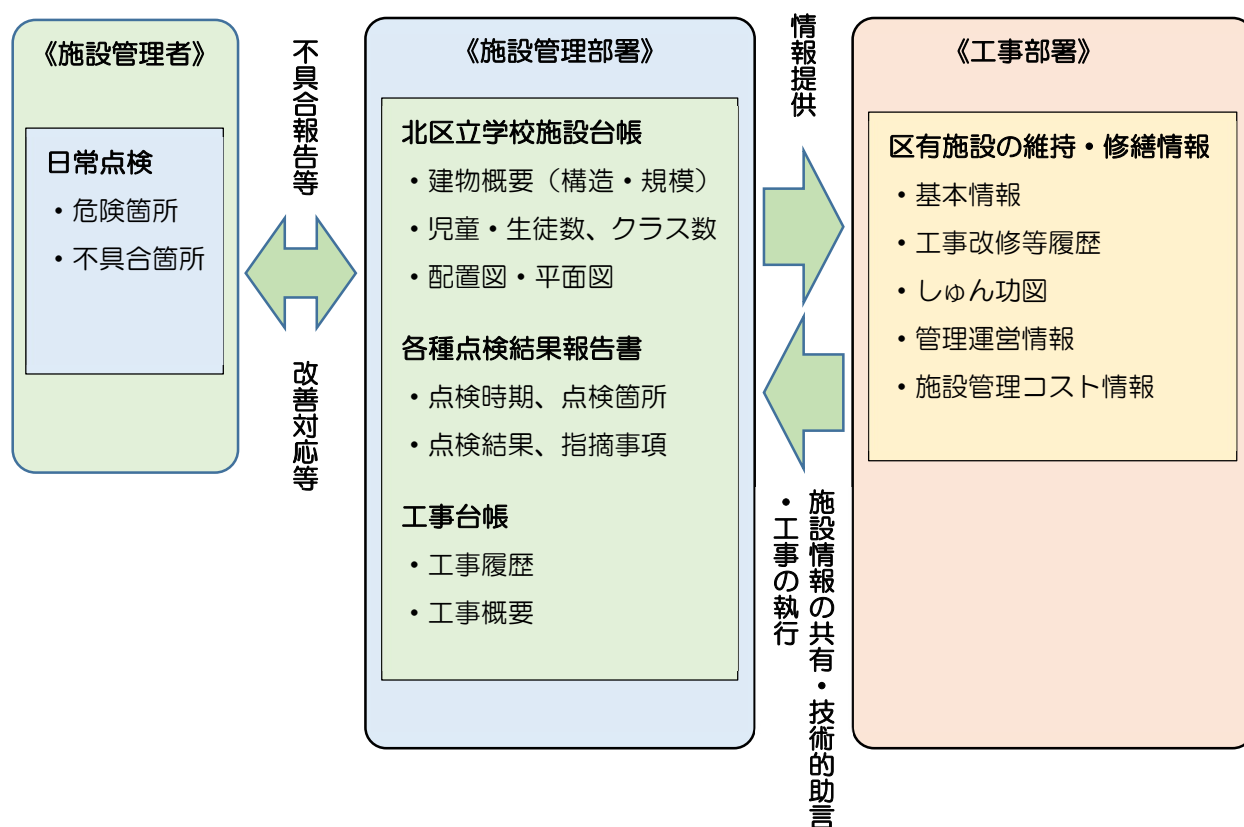 《施設管理者》
日常点検
・危険箇所
・不具合箇所
不具合報告等
改善対応等
《施設管理部署》
北区立学校施設台帳
・建物概要（構造・規模）
・児童・生徒数、クラス数
・配置図・平面図
各種点検結果報告書
・点検時期、点検箇所
・点検結果、指摘事項
工事台帳
・工事履歴
・工事概要
情報提供
施設情報の共有・技術的助言
・工事の執行
《工事部署》
区有施設の維持・修繕情報
・基本情報
・工事改修等履歴
・しゅん功図
・管理運営情報
・施設管理コスト情報